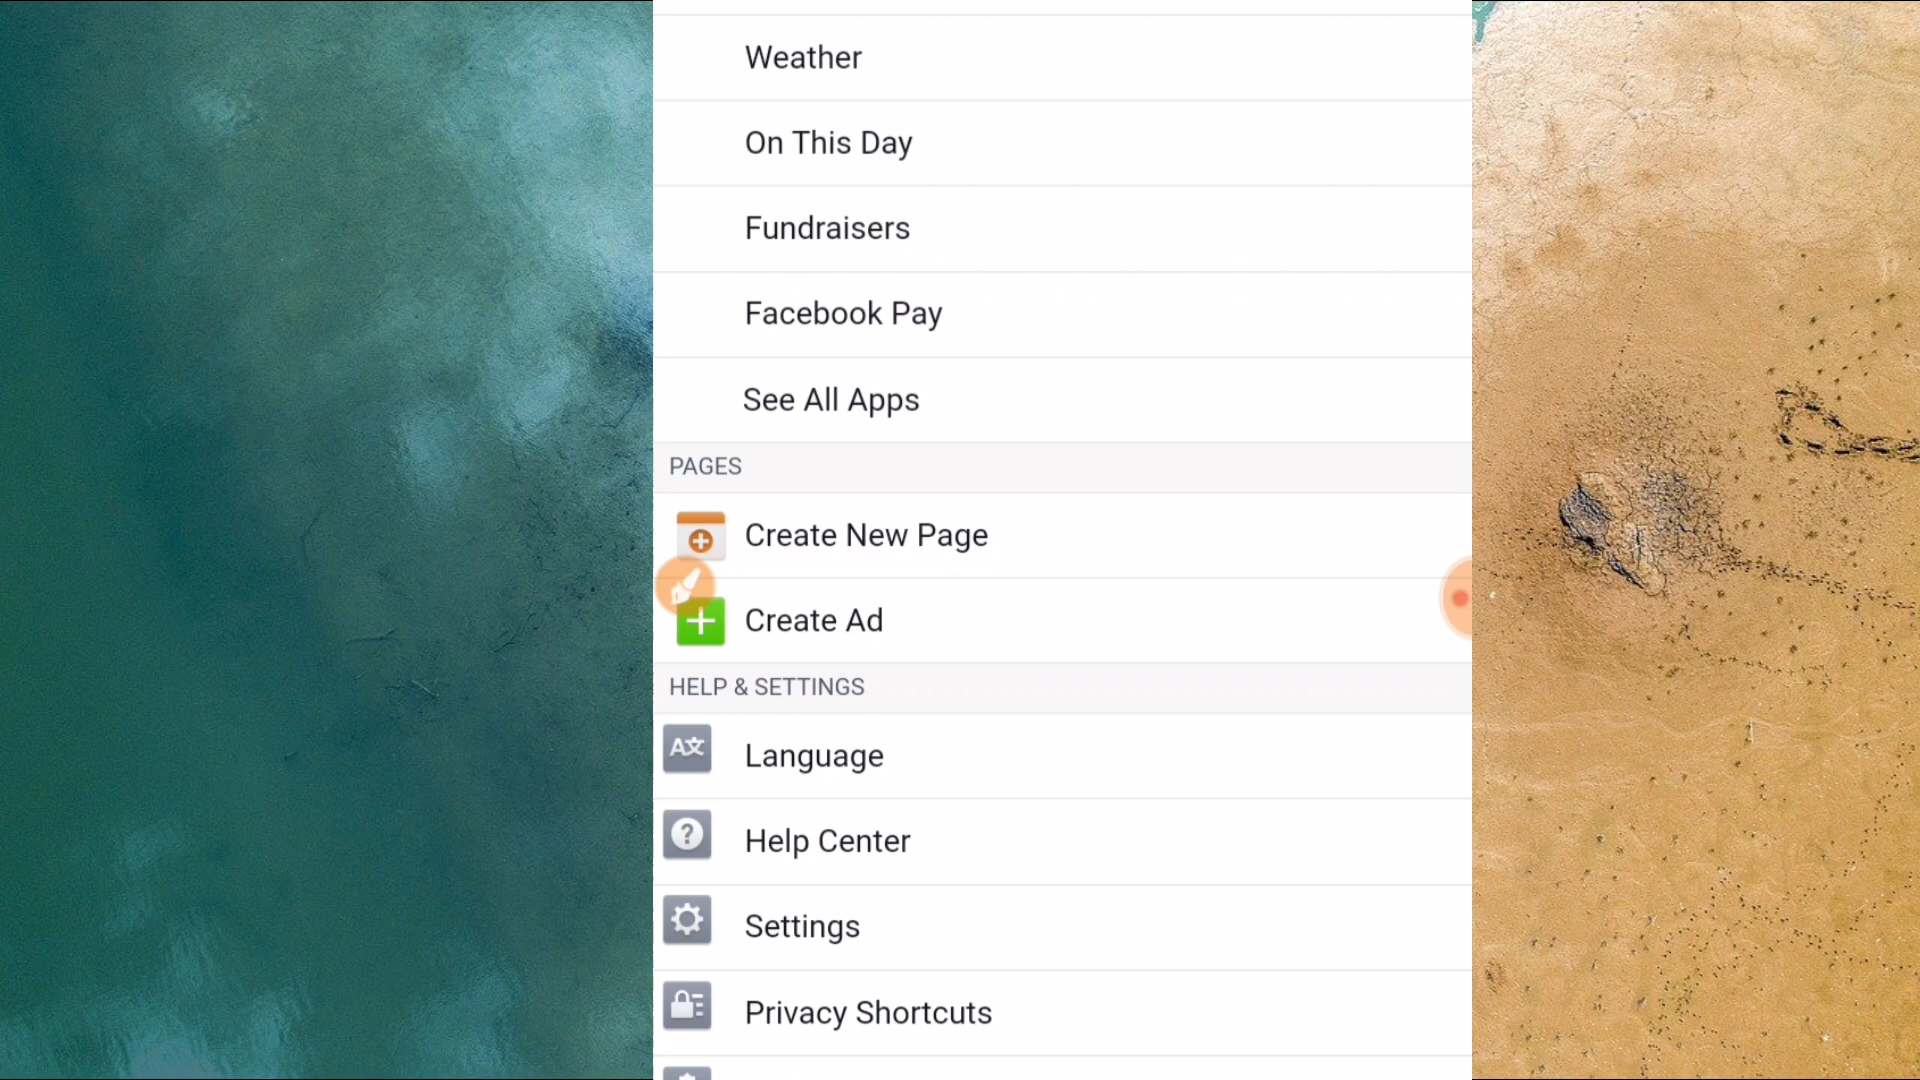 Weather
On This Day
Fundraisers
Facebook Pay
See All Apps
PAGES
Create New Page
Create Ad
HELP & SETTINGS
Language
Help Center
Settings
Privacy Shortcuts